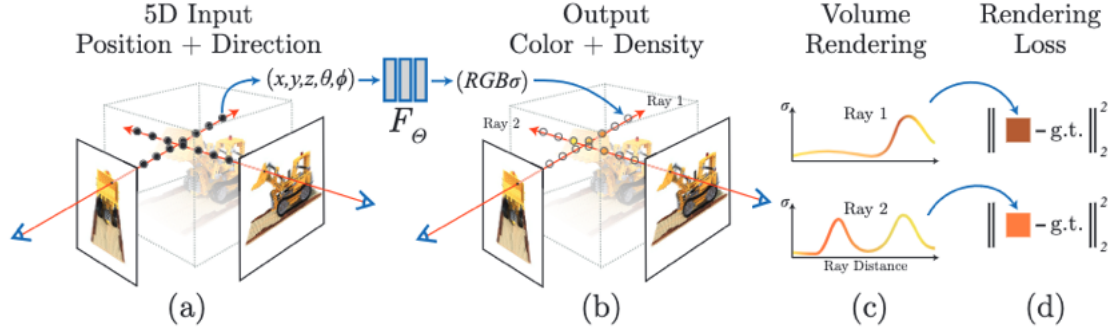 5D Input
Position + Direction
Output
Color + Density
Volume
Rendering
Rendering
Loss
(x,y,z,θ,ϕ)
F_Θ
(RGBσ)
Ray 1
Ray 2
σ
Ray 1
σ
Ray 2
Ray Distance
‖ - g.t. ‖₂²
‖ - g.t. ‖₂²
(a)
(b)
(c)
(d)